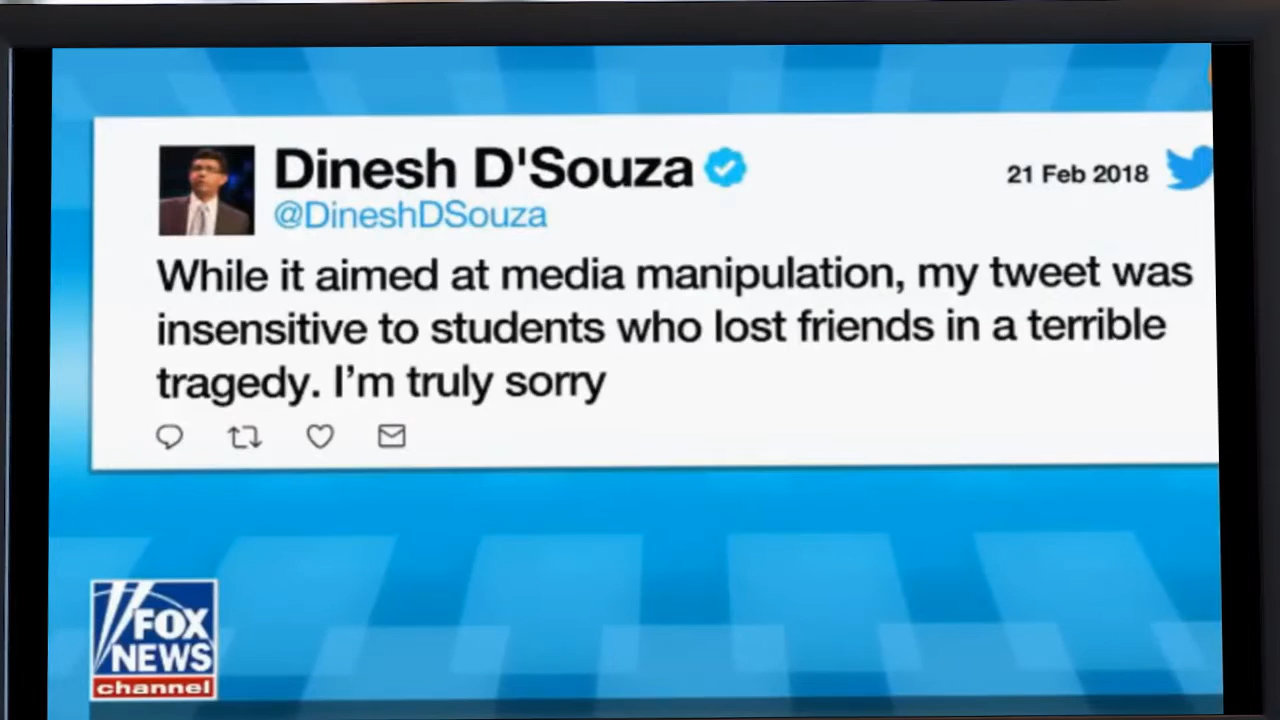 Dinesh D'Souza
@DineshDSouza
21 Feb 2018
While it aimed at media manipulation, my tweet was
insensitive to students who lost friends in a terrible
tragedy. I'm truly sorry
FOX
NEWS
channel